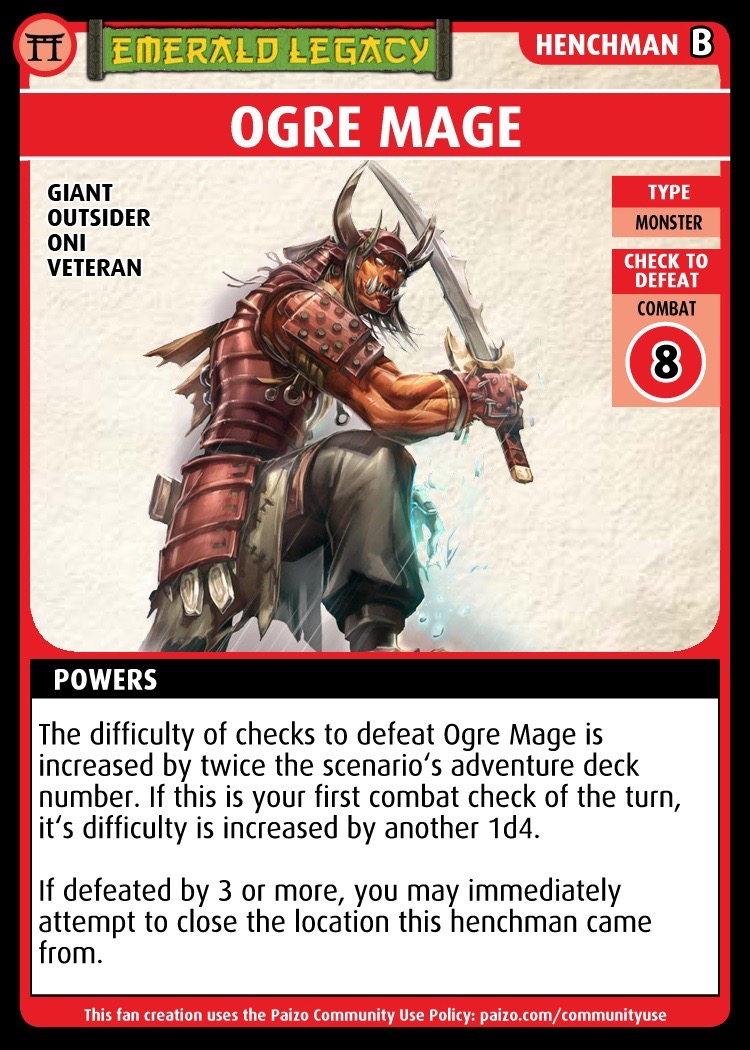 EMERALD LEGACY
HENCHMAN B
OGRE MAGE
GIANT
OUTSIDER
ONI
VETERAN
TYPE
MONSTER
CHECK TO
DEFEAT
COMBAT
8
POWERS
The difficulty of checks to defeat Ogre Mage is
increased by twice the scenario‘s adventure deck
number. If this is your first combat check of the turn,
it‘s difficulty is increased by another 1d4.
If defeated by 3 or more, you may immediately
attempt to close the location this henchman came
from.
This fan creation uses the Paizo Community Use Policy: paizo.com/communityuse